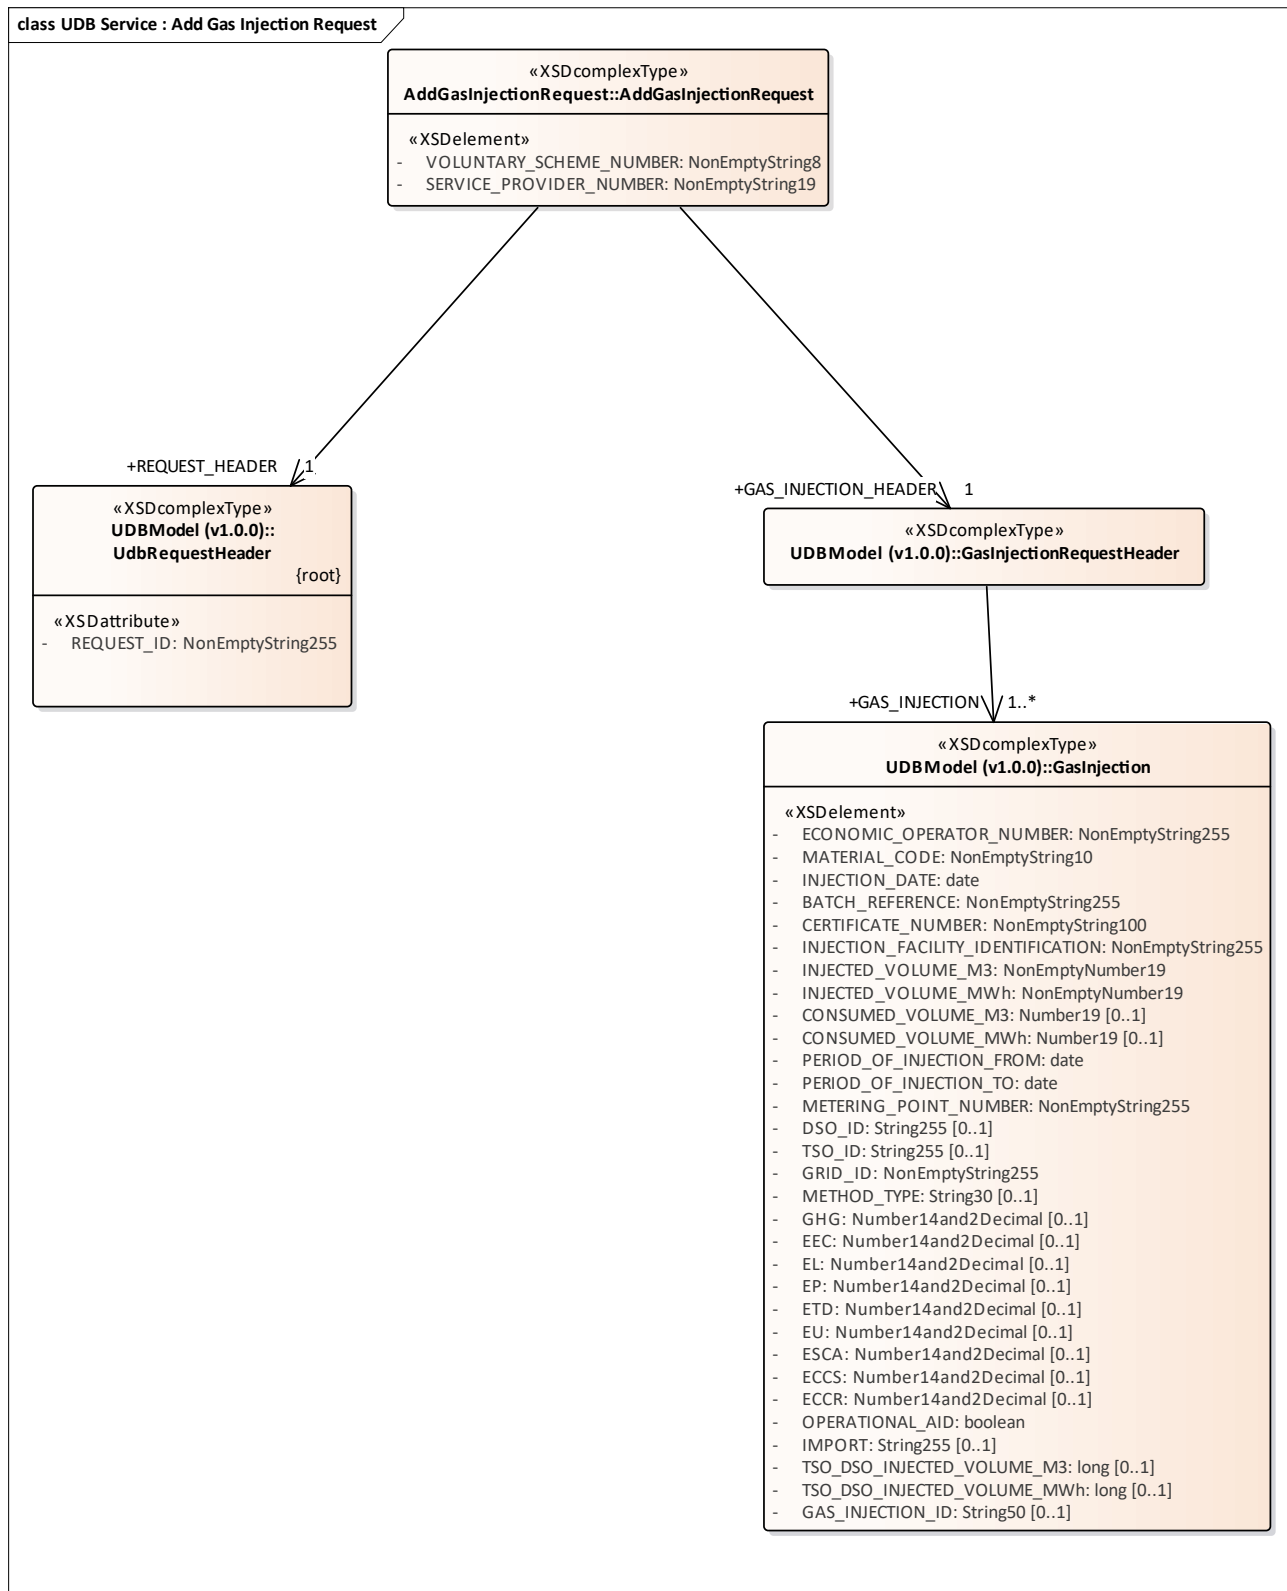 class UDB Service : Add Gas Injection Request
«XSDcomplexType»
AddGasInjectionRequest::AddGasInjectionRequest
«XSDelement»
- VOLUNTARY_SCHEME_NUMBER: NonEmptyString8
- SERVICE_PROVIDER_NUMBER: NonEmptyString19
+REQUEST_HEADER 1
«XSDcomplexType»
UDBModel (v1.0.0)::
UdbRequestHeader
{root}
«XSDattribute»
- REQUEST_ID: NonEmptyString255
+GAS_INJECTION_HEADER 1
«XSDcomplexType»
UDBModel (v1.0.0)::GasInjectionRequestHeader
+GAS_INJECTION 1..*
«XSDcomplexType»
UDBModel (v1.0.0)::GasInjection
«XSDelement»
- ECONOMIC_OPERATOR_NUMBER: NonEmptyString255
- MATERIAL_CODE: NonEmptyString10
- INJECTION_DATE: date
- BATCH_REFERENCE: NonEmptyString255
- CERTIFICATE_NUMBER: NonEmptyString100
- INJECTION_FACILITY_IDENTIFICATION: NonEmptyString255
- INJECTED_VOLUME_M3: NonEmptyNumber19
- INJECTED_VOLUME_MWh: NonEmptyNumber19
- CONSUMED_VOLUME_M3: Number19 [0..1]
- CONSUMED_VOLUME_MWh: Number19 [0..1]
- PERIOD_OF_INJECTION_FROM: date
- PERIOD_OF_INJECTION_TO: date
- METERING_POINT_NUMBER: NonEmptyString255
- DSO_ID: String255 [0..1]
- TSO_ID: String255 [0..1]
- GRID_ID: NonEmptyString255
- METHOD_TYPE: String30 [0..1]
- GHG: Number14and2Decimal [0..1]
- EEC: Number14and2Decimal [0..1]
- EL: Number14and2Decimal [0..1]
- EP: Number14and2Decimal [0..1]
- ETD: Number14and2Decimal [0..1]
- EU: Number14and2Decimal [0..1]
- ESCA: Number14and2Decimal [0..1]
- ECCS: Number14and2Decimal [0..1]
- ECCR: Number14and2Decimal [0..1]
- OPERATIONAL_AID: boolean
- IMPORT: String255 [0..1]
- TSO_DSO_INJECTED_VOLUME_M3: long [0..1]
- TSO_DSO_INJECTED_VOLUME_MWh: long [0..1]
- GAS_INJECTION_ID: String50 [0..1]